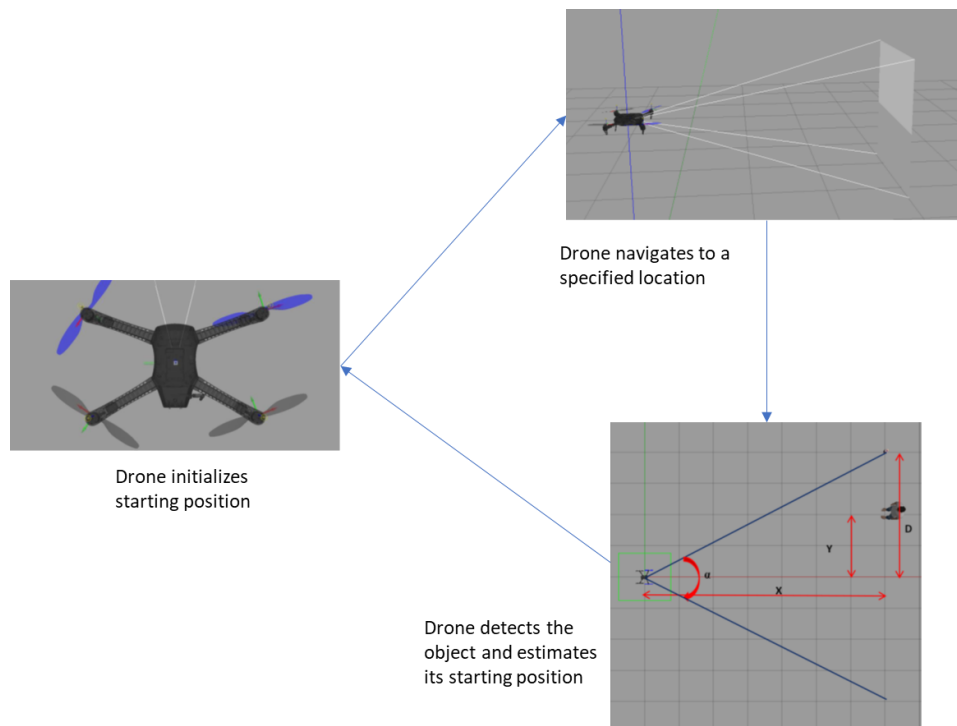 Drone navigates to a
specified location
Drone initializes
starting position
D
Y
α
X
Drone detects the
object and estimates
its starting position